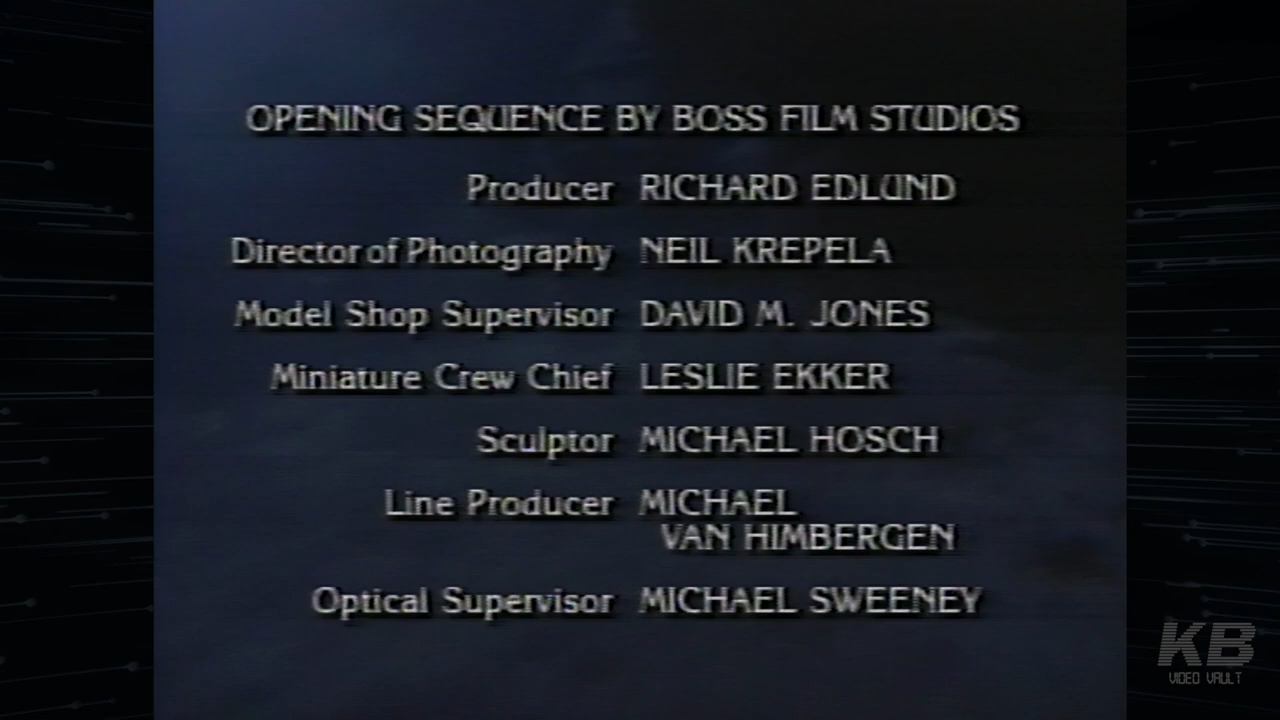 OPENING SEQUENCE BY BOSS FILM STUDIOS
Producer RICHARD EDLUND
Director of Photography NEIL KREPELA
Model Shop Supervisor DAVID M. JONES
Miniature Crew Chief LESLIE EKKER
Sculptor MICHAEL HOSCH
Line Producer MICHAEL
VAN HIMBERGEN
Optical Supervisor MICHAEL SWEENEY
KB
VIDEO VAULT